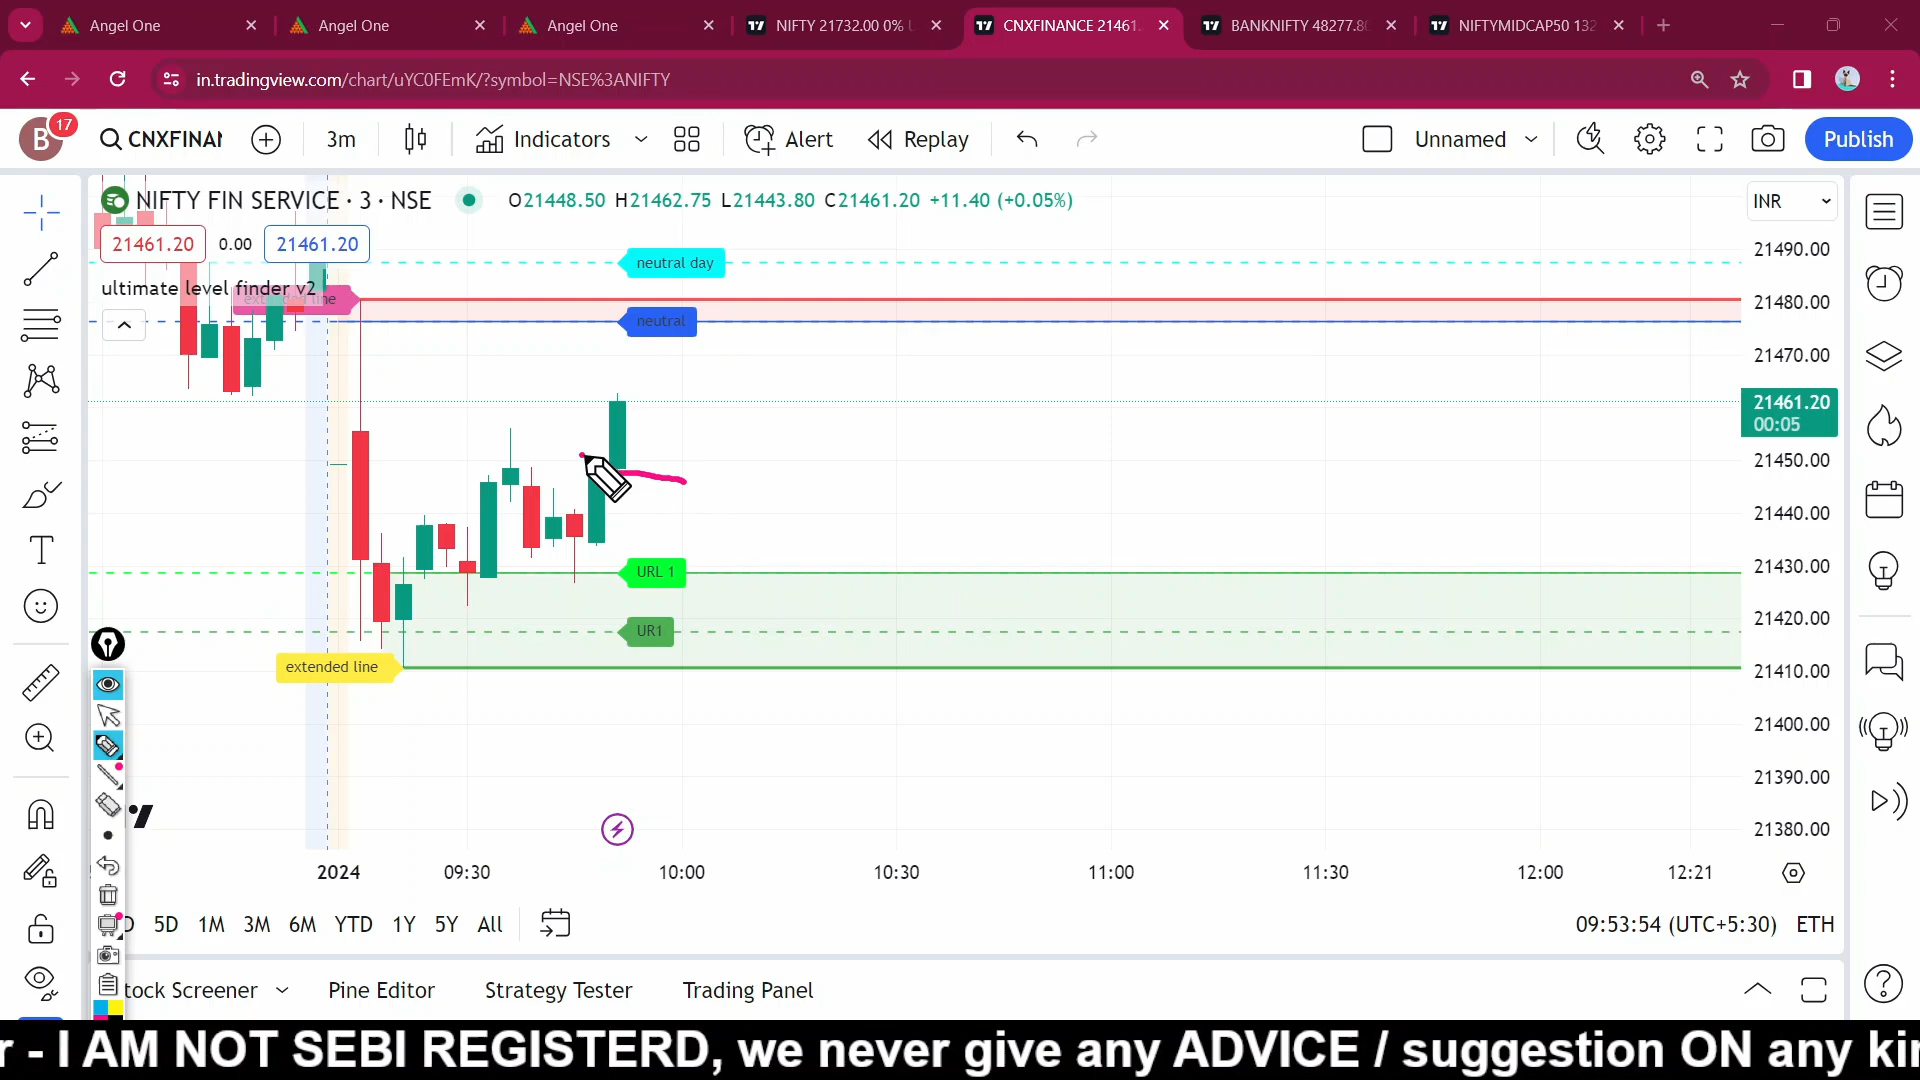 Angel One
Angel One
Angel One
NIFTY 21732.00 0%
CNXFINANCE 21461.
BANKNIFTY 48277.80
NIFTYMIDCAP50 132
in.tradingview.com/chart/uYC0FEmK/?symbol=NSE%3ANIFTY
B
17
CNXFINAN
3m
Indicators
Alert
Replay
Unnamed
Publish
NIFTY FIN SERVICE · 3 · NSE
O21448.50 H21462.75 L21443.80 C21461.20 +11.40 (+0.05%)
INR
21461.20
0.00
21461.20
ultimate level finder v2
neutral day
extended line
neutral
URL 1
UR1
extended line
21490.00
21480.00
21470.00
21461.20
00:05
21450.00
21440.00
21430.00
21420.00
21410.00
21400.00
21390.00
21380.00
2024
09:30
10:00
10:30
11:00
11:30
12:00
12:21
D
5D
1M
3M
6M
YTD
1Y
5Y
All
09:53:54 (UTC+5:30)
ETH
tock Screener
Pine Editor
Strategy Tester
Trading Panel
r - I AM NOT SEBI REGISTERD, we never give any ADVICE / suggestion ON any kin